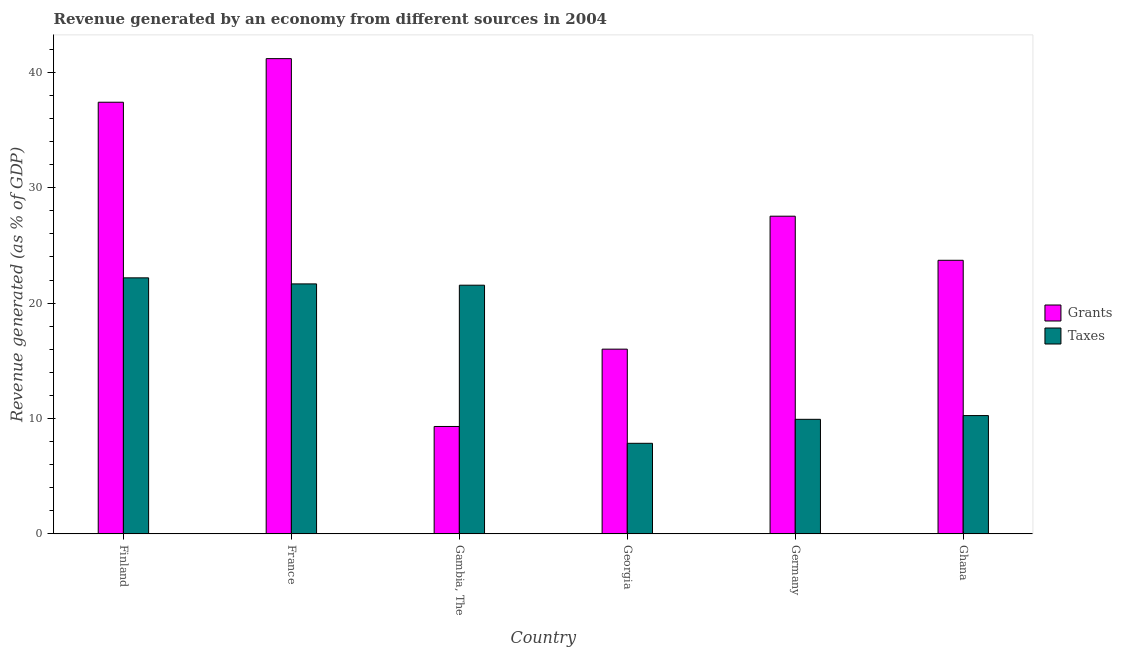 Revenue generated by an economy from different sources in 2004
Revenue generated (as % of GDP)
40
30
20
10
0
Finland
France
Gambia, The
Georgia
Germany
Ghana
Country
Grants
Taxes